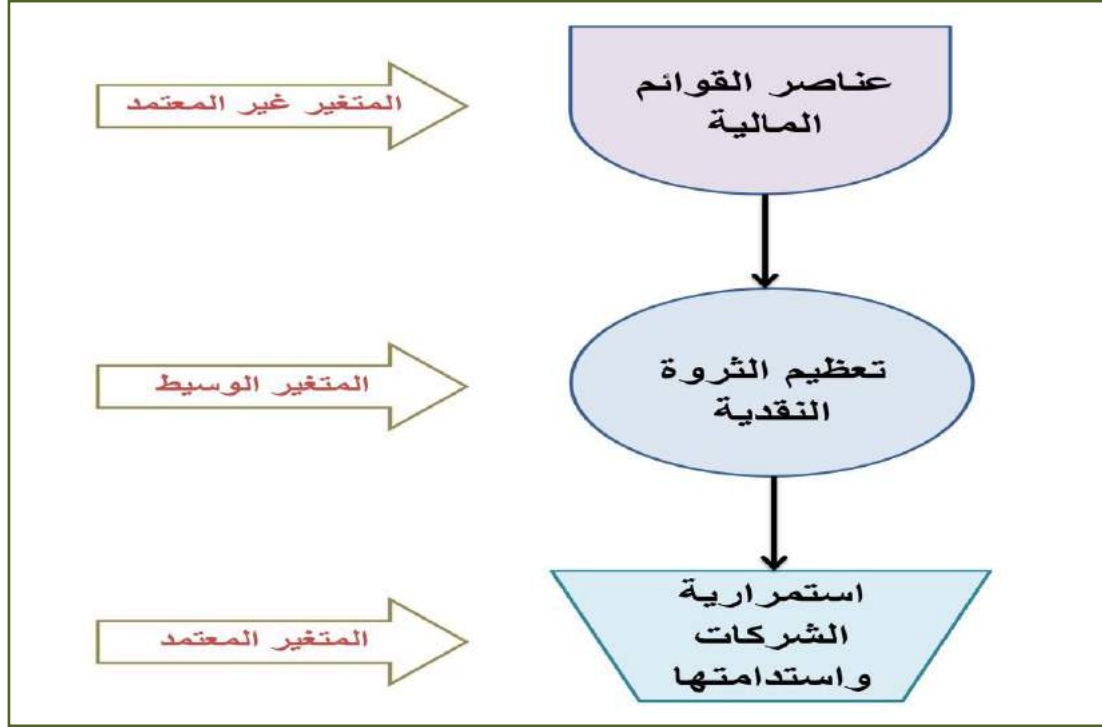 عناصر القوائم
المالية
المتغير غير المعتمد
تعظيم الثروة
النقدية
المتغير الوسيط
استمرارية
الشركات
واستدامتها
المتغير المعتمد